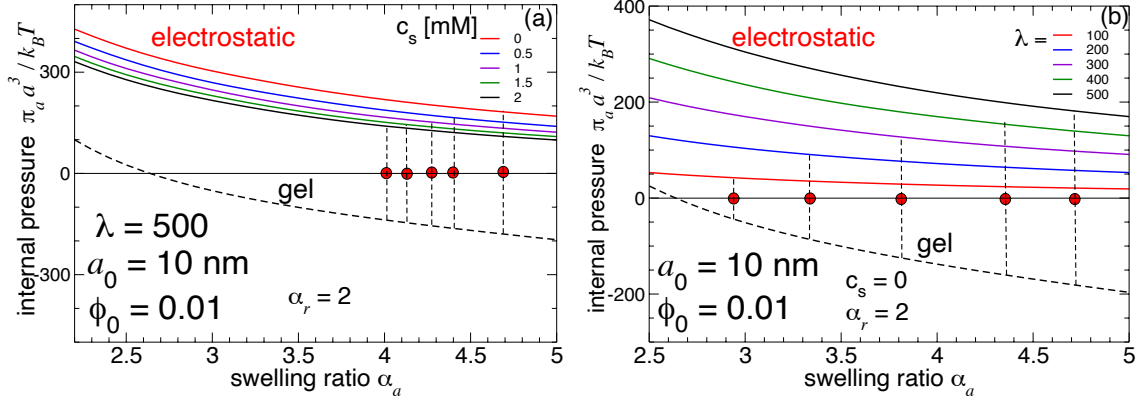 (a)
electrostatic
c_s [mM]
0
0.5
1
1.5
2
300
0
-300
internal pressure π_a a^3 / k_BT
gel
λ = 500
a_0 = 10 nm
ϕ_0 = 0.01
α_r = 2
2.5 3 3.5 4 4.5 5
swelling ratio α_a
(b)
electrostatic
λ =
100
200
300
400
500
400
200
0
-200
internal pressure π_a a^3 / k_BT
gel
a_0 = 10 nm
ϕ_0 = 0.01
c_s = 0
α_r = 2
2.5 3 3.5 4 4.5 5
swelling ratio α_a